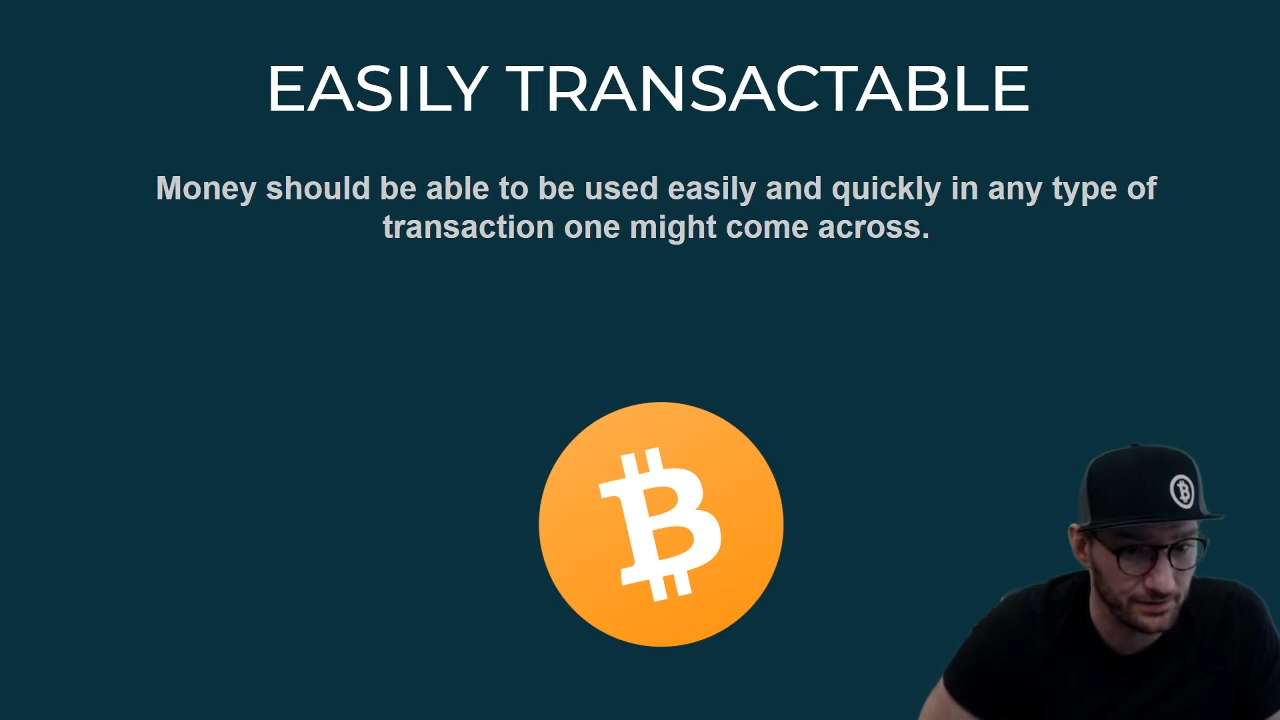 EASILY TRANSACTABLE
Money should be able to be used easily and quickly in any type of
transaction one might come across.